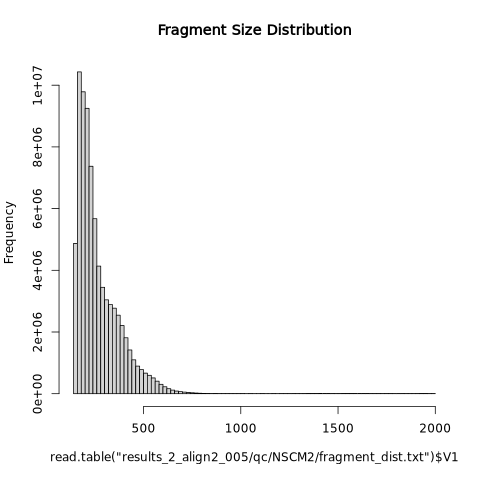 Fragment Size Distribution
Frequency
1e+07
8e+06
6e+06
4e+06
2e+06
0e+00
500
1000
1500
2000
read.table("results_2_align2_005/qc/NSCM2/fragment_dist.txt")$V1